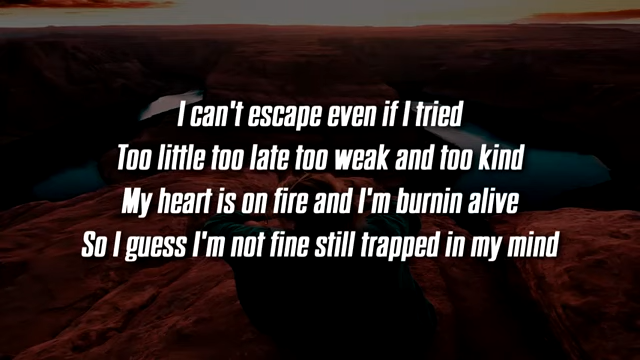 I can't escape even if I tried
Too little too late too weak and too kind
My heart is on fire and I'm burnin alive
So I guess I'm not fine still trapped in my mind